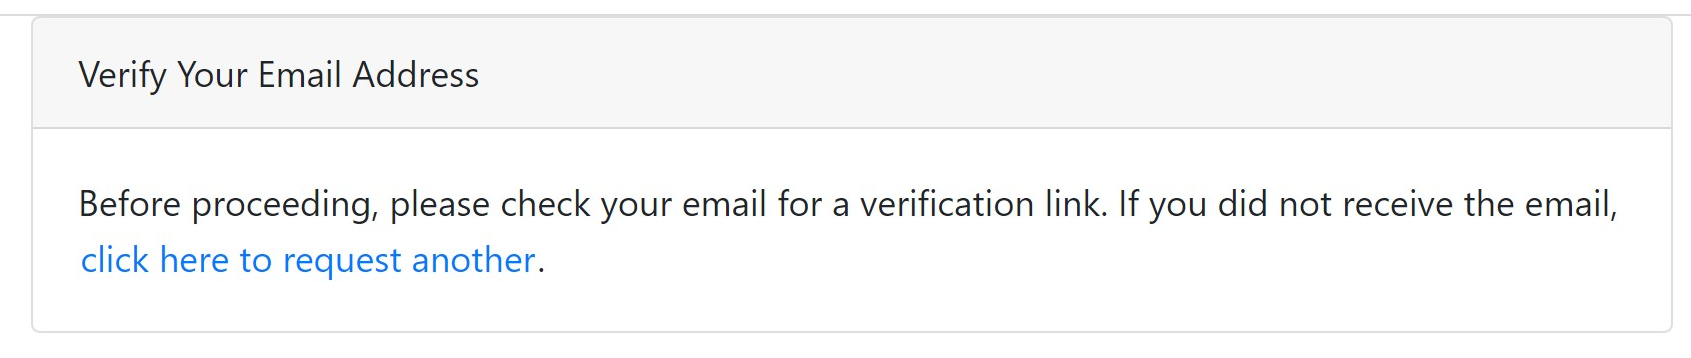 Verify Your Email Address
Before proceeding, please check your email for a verification link. If you did not receive the email,
click here to request another.